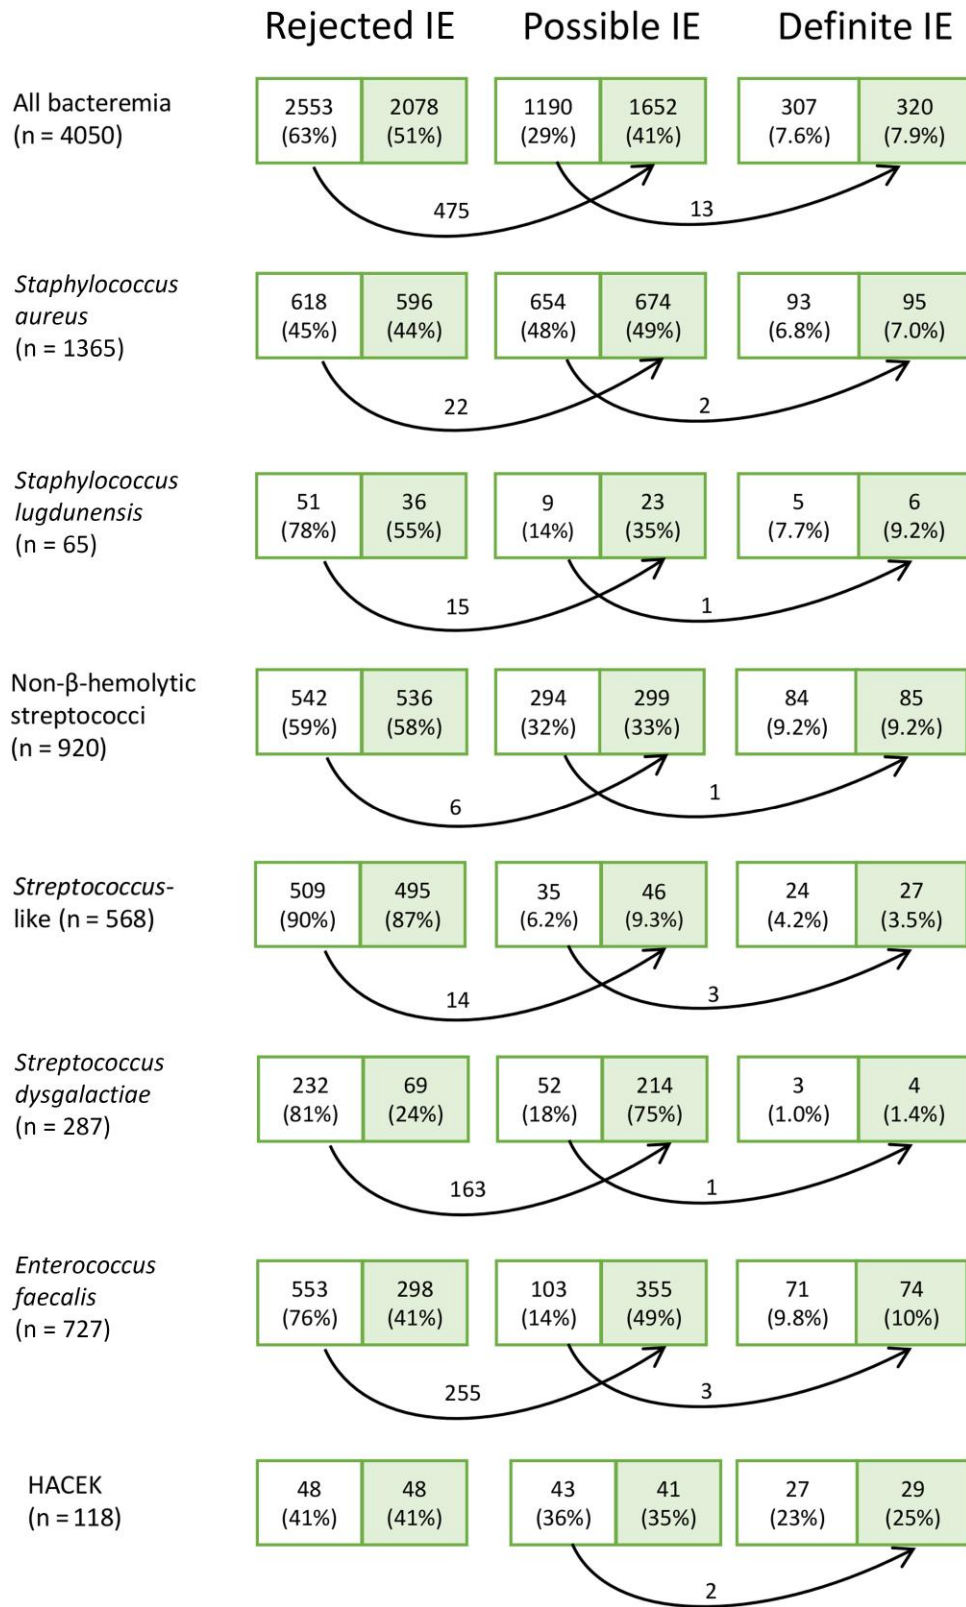 Rejected IE Possible IE Definite IE
All bacteremia
(n = 4050)
2553 2078 1190 1652 307 320
(63%) (51%) (29%) (41%) (7.6%) (7.9%)
475 13
Staphylococcus
aureus
(n = 1365)
618 596 654 674 93 95
(45%) (44%) (48%) (49%) (6.8%) (7.0%)
22 2
Staphylococcus
lugdunensis
(n = 65)
51 36 9 23 5 6
(78%) (55%) (14%) (35%) (7.7%) (9.2%)
15 1
Non-β-hemolytic
streptococci
(n = 920)
542 536 294 299 84 85
(59%) (58%) (32%) (33%) (9.2%) (9.2%)
6 1
Streptococcus-
like (n = 568)
509 495 35 46 24 27
(90%) (87%) (6.2%) (9.3%) (4.2%) (3.5%)
14 3
Streptococcus
dysgalactiae
(n = 287)
232 69 52 214 3 4
(81%) (24%) (18%) (75%) (1.0%) (1.4%)
163 1
Enterococcus
faecalis
(n = 727)
553 298 103 355 71 74
(76%) (41%) (14%) (49%) (9.8%) (10%)
255 3
HACEK
(n = 118)
48 48 43 41 27 29
(41%) (41%) (36%) (35%) (23%) (25%)
2